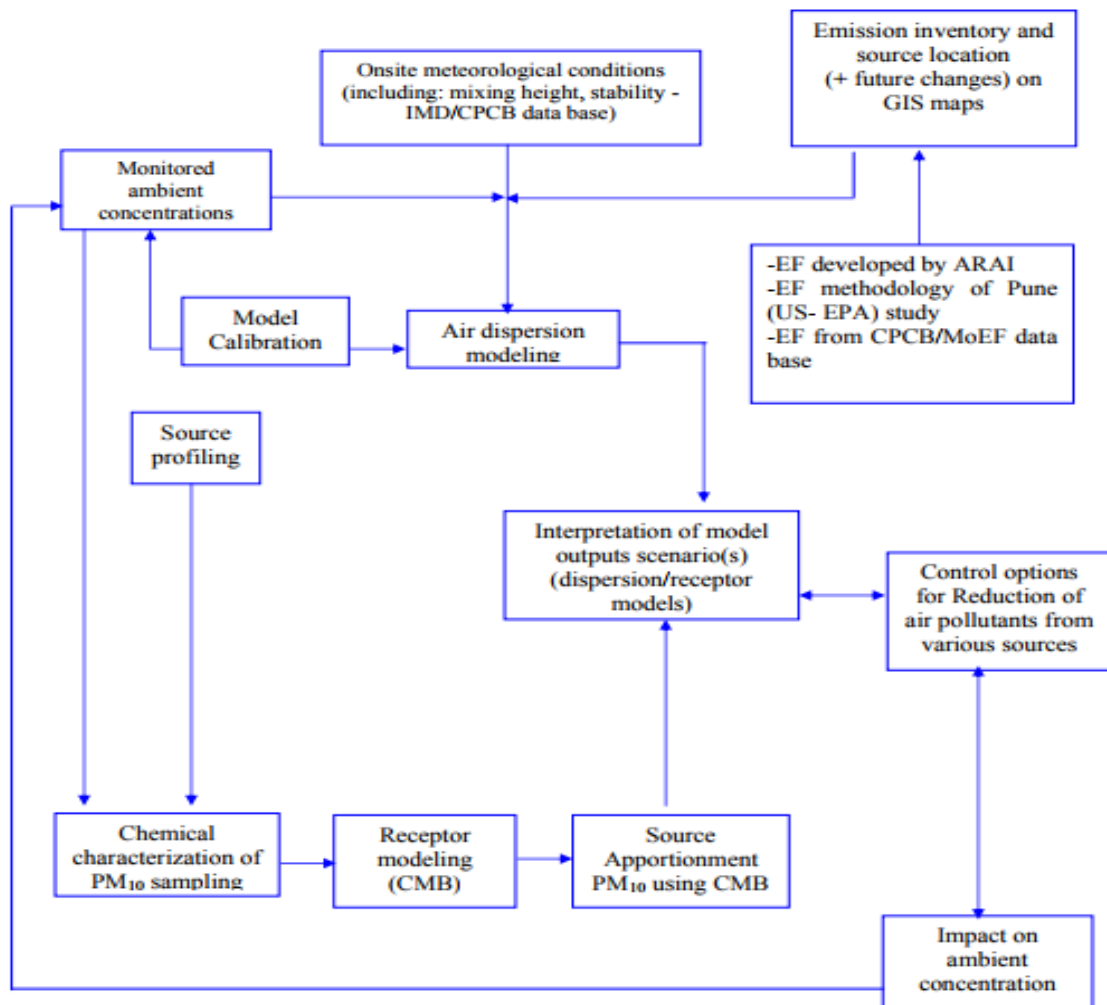 Emission inventory and
source location
(+ future changes) on
GIS maps
Onsite meteorological conditions
(including: mixing height, stability -
IMD/CPCB data base)
Monitored
ambient
concentrations
-EF developed by ARAI
-EF methodology of Pune
(US- EPA) study
-EF from CPCB/MoEF data
base
Model
Calibration
Air dispersion
modeling
Source
profiling
Interpretation of model
outputs scenario(s)
(dispersion/receptor
models)
Control options
for Reduction of
air pollutants from
various sources
Chemical
characterization of
PM₁₀ sampling
Receptor
modeling
(CMB)
Source
Apportionment
PM₁₀ using CMB
Impact on
ambient
concentration